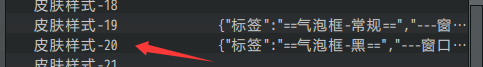 皮肤样式-18
皮肤样式-19 {"标签":"==气泡框-常规==","---窗…
皮肤样式-20 {"标签":"==气泡框-黑==","---窗口…
皮肤样式-21